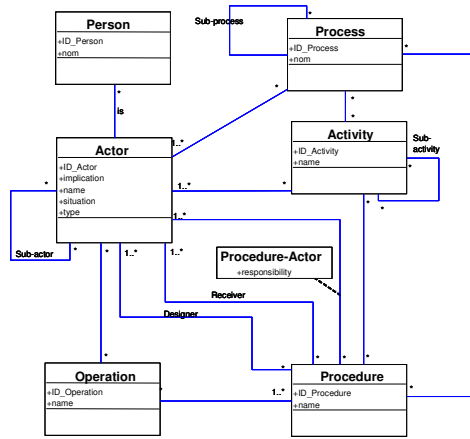 Person
+ID_Person
+nom
*
is
*
Sub-process
*
*
Process
+ID_Process
+nom
*
*
*
*
1..*
Actor
+ID_Actor
+implication
+name
+situation
+type
*
Sub-actor
*
*
1..*
1..*
1..*
1..*
*
Activity
+ID_Activity
+name
Sub-activity
*
*
*
Procedure-Actor
+responsibility
Receiver
Designer
*
*
*
*
*
Operation
+ID_Operation
+name
*
1..*
Procedure
+ID_Procedure
+name
*